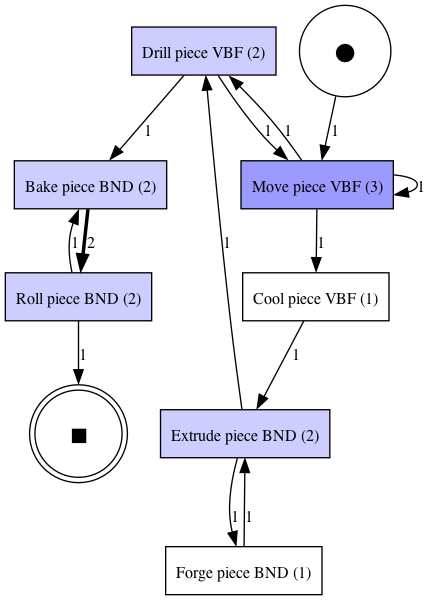 Drill piece VBF (2)
1
1
1
1
Bake piece BND (2)
Move piece VBF (3)
1
1
2
1
1
Roll piece BND (2)
Cool piece VBF (1)
1
1
Extrude piece BND (2)
1
1
Forge piece BND (1)